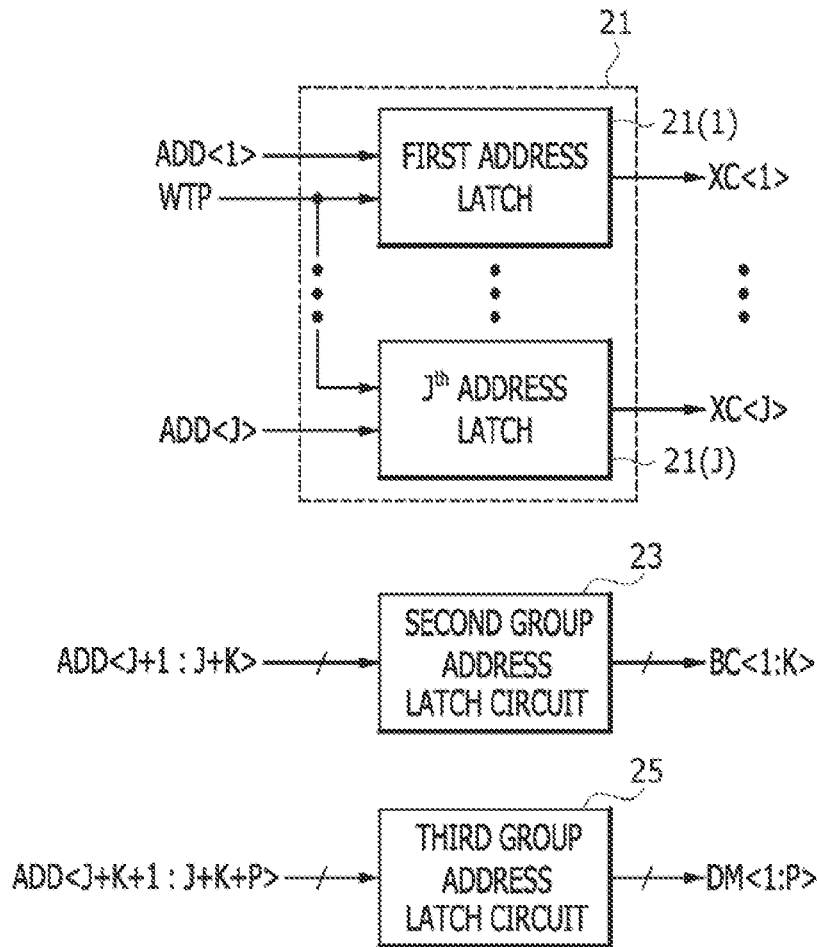 21
21(1)
ADD<1>
FIRST ADDRESS
LATCH
XC<1>
WTP
Jth ADDRESS
LATCH
XC<J>
ADD<J>
21(J)
23
ADD<J+1 : J+K>
SECOND GROUP
ADDRESS
LATCH CIRCUIT
BC<1:K>
25
ADD<J+K+1 : J+K+P>
THIRD GROUP
ADDRESS
LATCH CIRCUIT
DM<1:P>